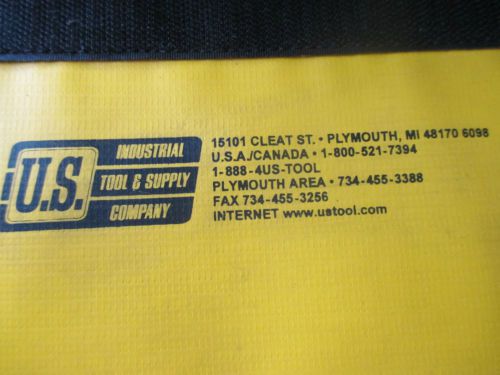 U.S.
INDUSTRIAL
TOOL & SUPPLY
COMPANY
15101 CLEAT ST. • PLYMOUTH, MI 48170 6098
U.S.A./CANADA • 1-800-521-7394
1-888-4US-TOOL
PLYMOUTH AREA • 734-455-3388
FAX 734-455-3256
INTERNET www.ustool.com